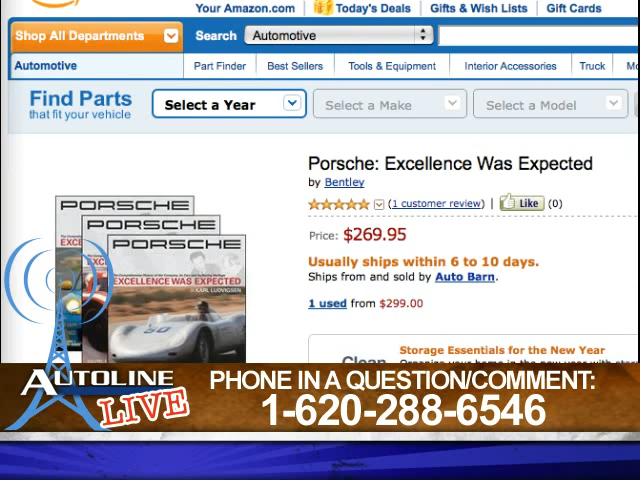 Your Amazon.com Today's Deals Gifts & Wish Lists Gift Cards
Shop All Departments Search Automotive
Automotive Part Finder Best Sellers Tools & Equipment Interior Accessories Truck
Find Parts
that fit your vehicle
Select a Year Select a Make Select a Model
Porsche: Excellence Was Expected
by Bentley
(1 customer review) | Like (0)
Price: $269.95
Usually ships within 6 to 10 days.
Ships from and sold by Auto Barn.
1 used from $299.00
PORSCHE
PORSCHE
PORSCHE
EXCELLENCE WAS EXPECTED
KARL LUDVIGSEN
Storage Essentials for the New Year
Clean
AUTOLINE
LIVE
PHONE IN A QUESTION/COMMENT:
1-620-288-6546